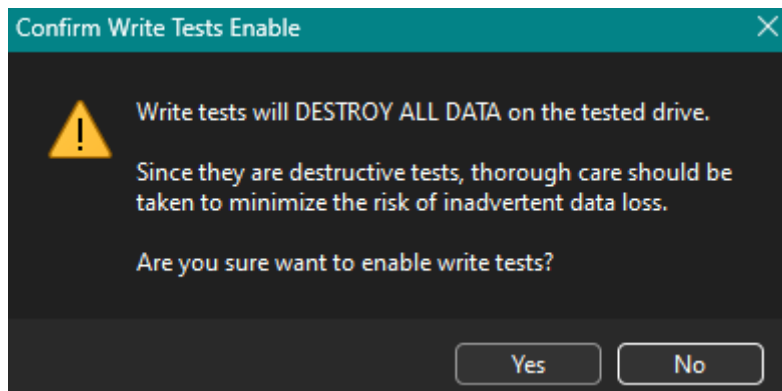 Confirm Write Tests Enable
Write tests will DESTROY ALL DATA on the tested drive.
Since they are destructive tests, thorough care should be
taken to minimize the risk of inadvertent data loss.
Are you sure want to enable write tests?
Yes No